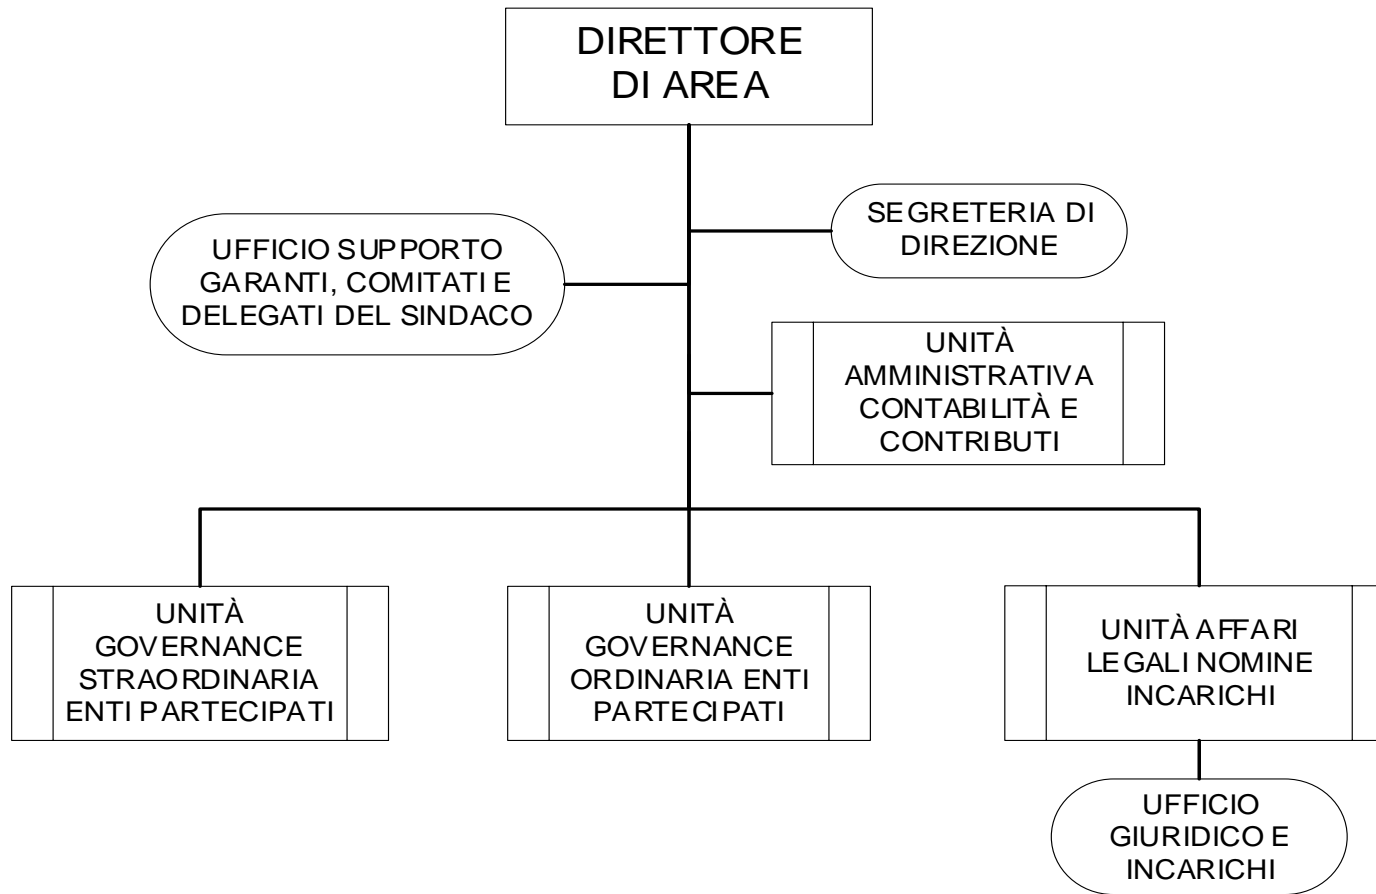 DIRETTORE
DI AREA
SEGRETERIA DI
DIREZIONE
UFFICIO SUPPORTO
GARANTI, COMITATI E
DELEGATI DEL SINDACO
UNITÀ
AMMINISTRATIVA
CONTABILITÀ E
CONTRIBUTI
UNITÀ
GOVERNANCE
STRAORDINARIA
ENTI PARTECIPATI
UNITÀ
GOVERNANCE
ORDINARIA ENTI
PARTECIPATI
UNITÀ AFFARI
LEGALI NOMINE
INCARICHI
UFFICIO
GIURIDICO E
INCARICHI